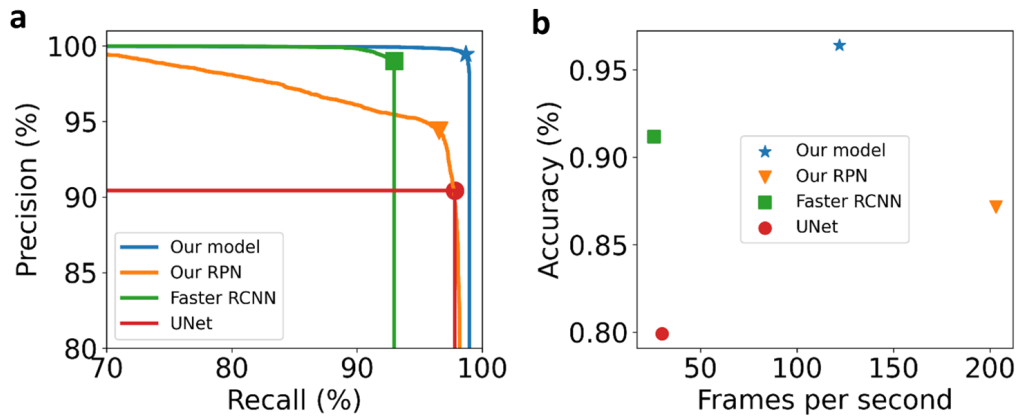 a
Precision (%)
100
95
90
85
80
Our model
Our RPN
Faster RCNN
UNet
70
80
90
100
Recall (%)
b
Accuracy (%)
0.95
0.90
0.85
0.80
Our model
Our RPN
Faster RCNN
UNet
50
100
150
200
Frames per second